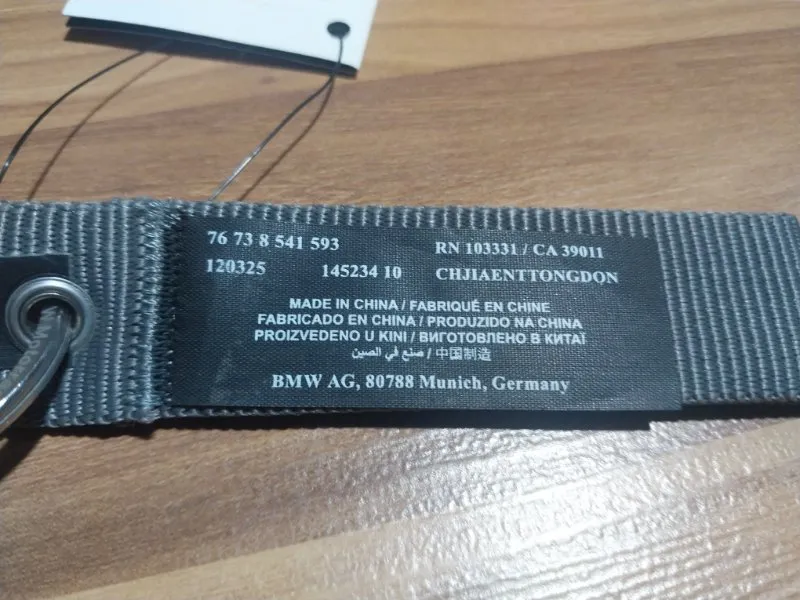 76 73 8 541 593 RN 103331 / CA 39011
120325 145234 10 CHJIAENTTONGDON
MADE IN CHINA / FABRIQUÉ EN CHINE
FABRICADO EN CHINA / PRODUZIDO NA CHINA
PROIZVEDENO U KINI / ВИГОТОВЛЕНО В КИТАЇ
صنع في الصين / 中国制造
BMW AG, 80788 Munich, Germany